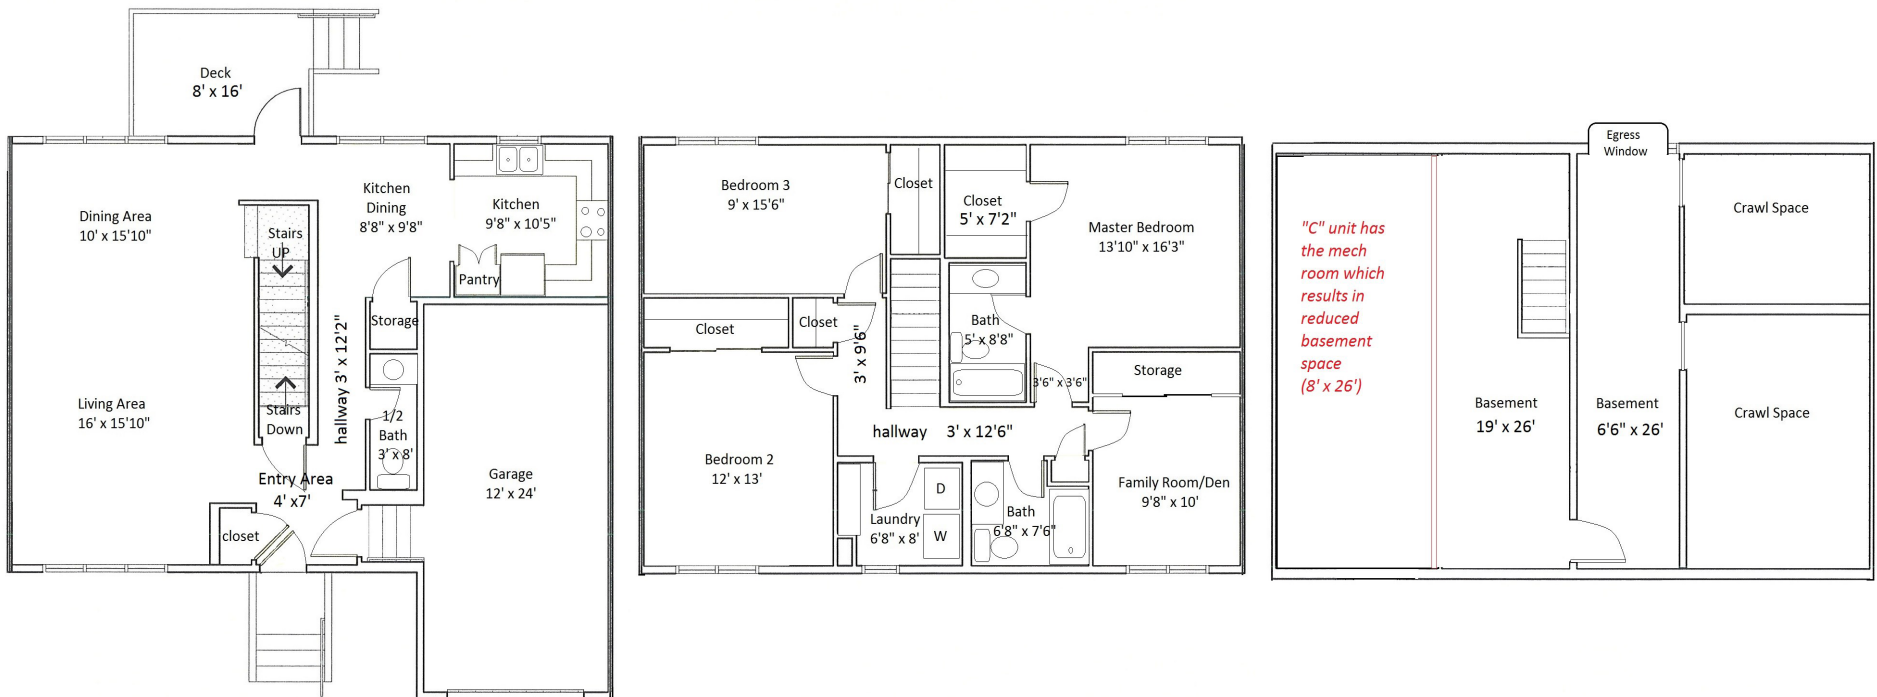 Deck
8' x 16'
Dining Area
10' x 15'10"
Living Area
16' x 15'10"
Stairs
UP
Stairs
Down
hallway 3' x 12'2"
Kitchen
Dining
8'8" x 9'8"
Kitchen
9'8" x 10'5"
Pantry
Storage
1/2
Bath
3' x 8'
Entry Area
4' x7'
closet
Garage
12' x 24'
Bedroom 3
9' x 15'6"
Closet
Closet
5' x 7'2"
Master Bedroom
13'10" x 16'3"
Closet
Closet
3' x 9'6"
Bath
5' x 8'8"
3'6" x 3'6"
Storage
hallway 3' x 12'6"
Bedroom 2
12' x 13'
Laundry
6'8" x 8'
D
W
Bath
6'8" x 7'6"
Family Room/Den
9'8" x 10'
Egress
Window
"C" unit has
the mech
room which
results in
reduced
basement
space
(8' x 26')
Basement
19' x 26'
Basement
6'6" x 26'
Crawl Space
Crawl Space